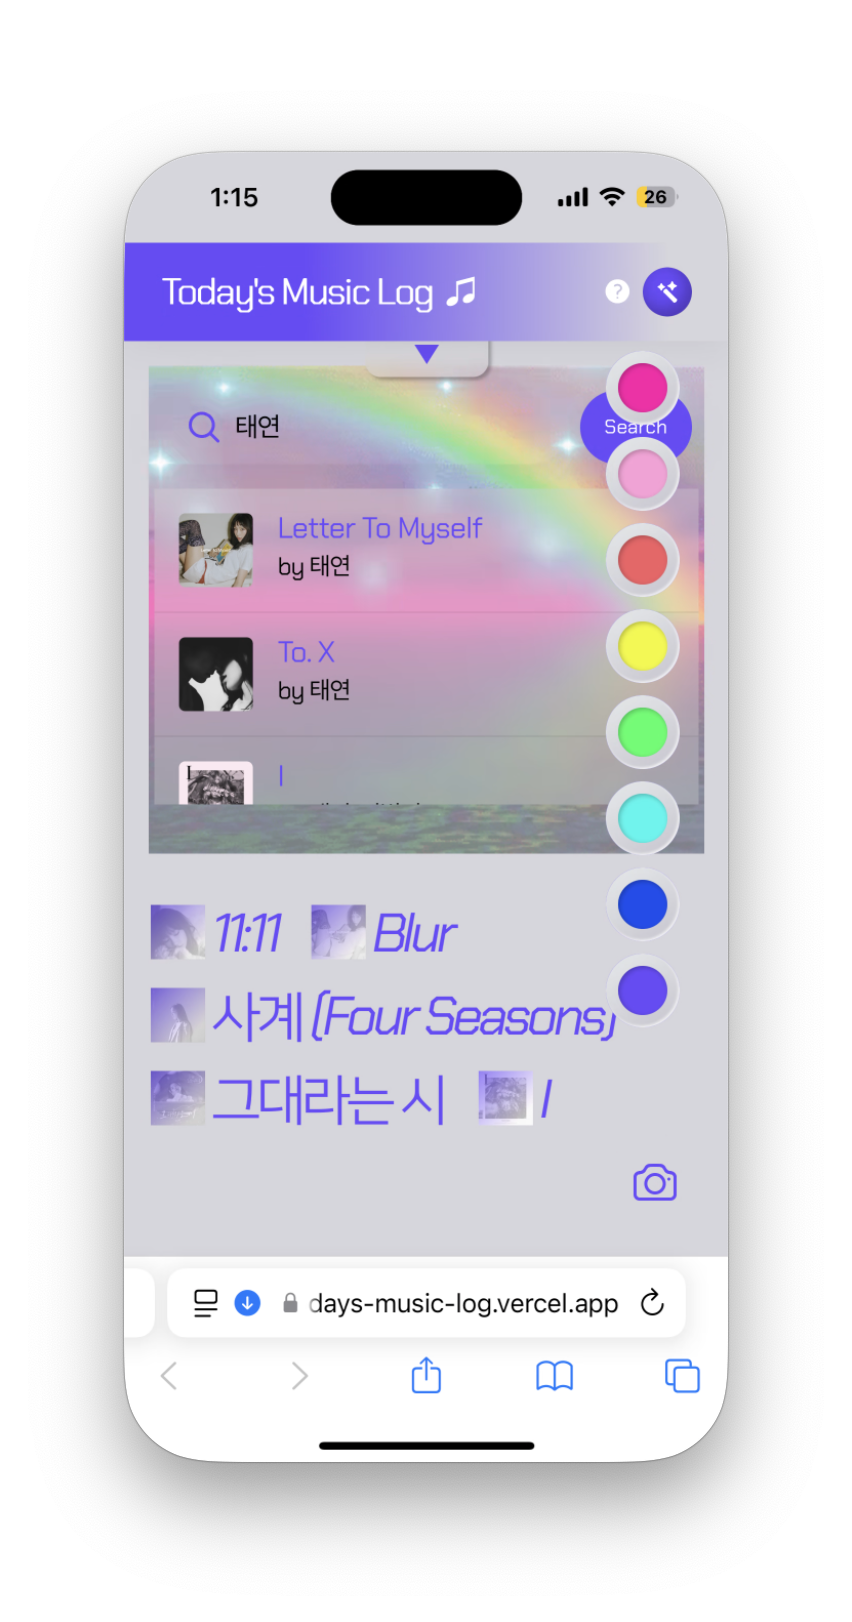 1:15
26
Today's Music Log
?
태연
Search
Letter To Myself
by 태연
To. X
by 태연
I
11:11 Blur
사계 (Four Seasons)
그대라는 시 I
days-music-log.vercel.app